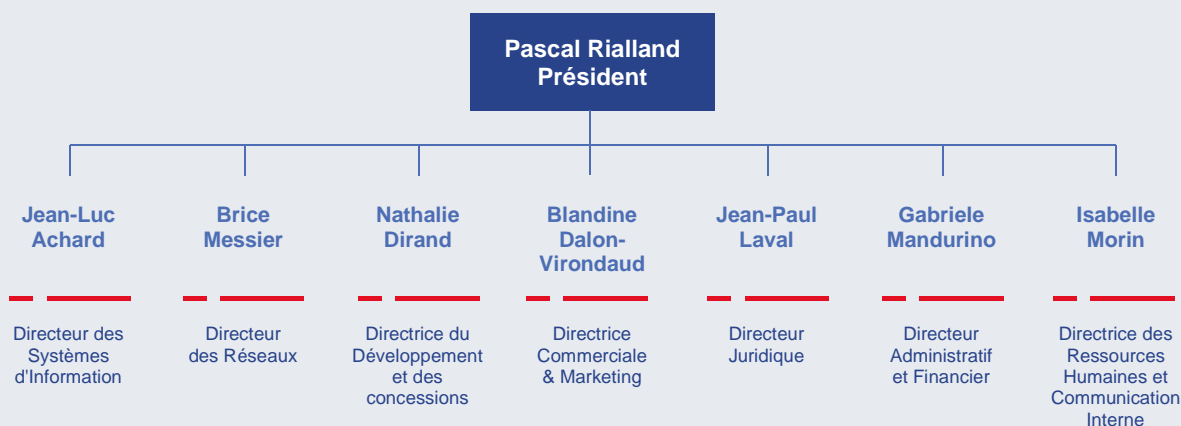 Pascal Rialland
Président
Jean-Luc
Achard
Directeur des
Systèmes
d'Information
Brice
Messier
Directeur
des Réseaux
Nathalie
Dirand
Directrice du
Développement
et des
concessions
Blandine
Dalon-
Virondaud
Directrice
Commerciale
& Marketing
Jean-Paul
Laval
Directeur
Juridique
Gabriele
Mandurino
Directeur
Administratif
et Financier
Isabelle
Morin
Directrice des
Ressources
Humaines et
Communication
Interne